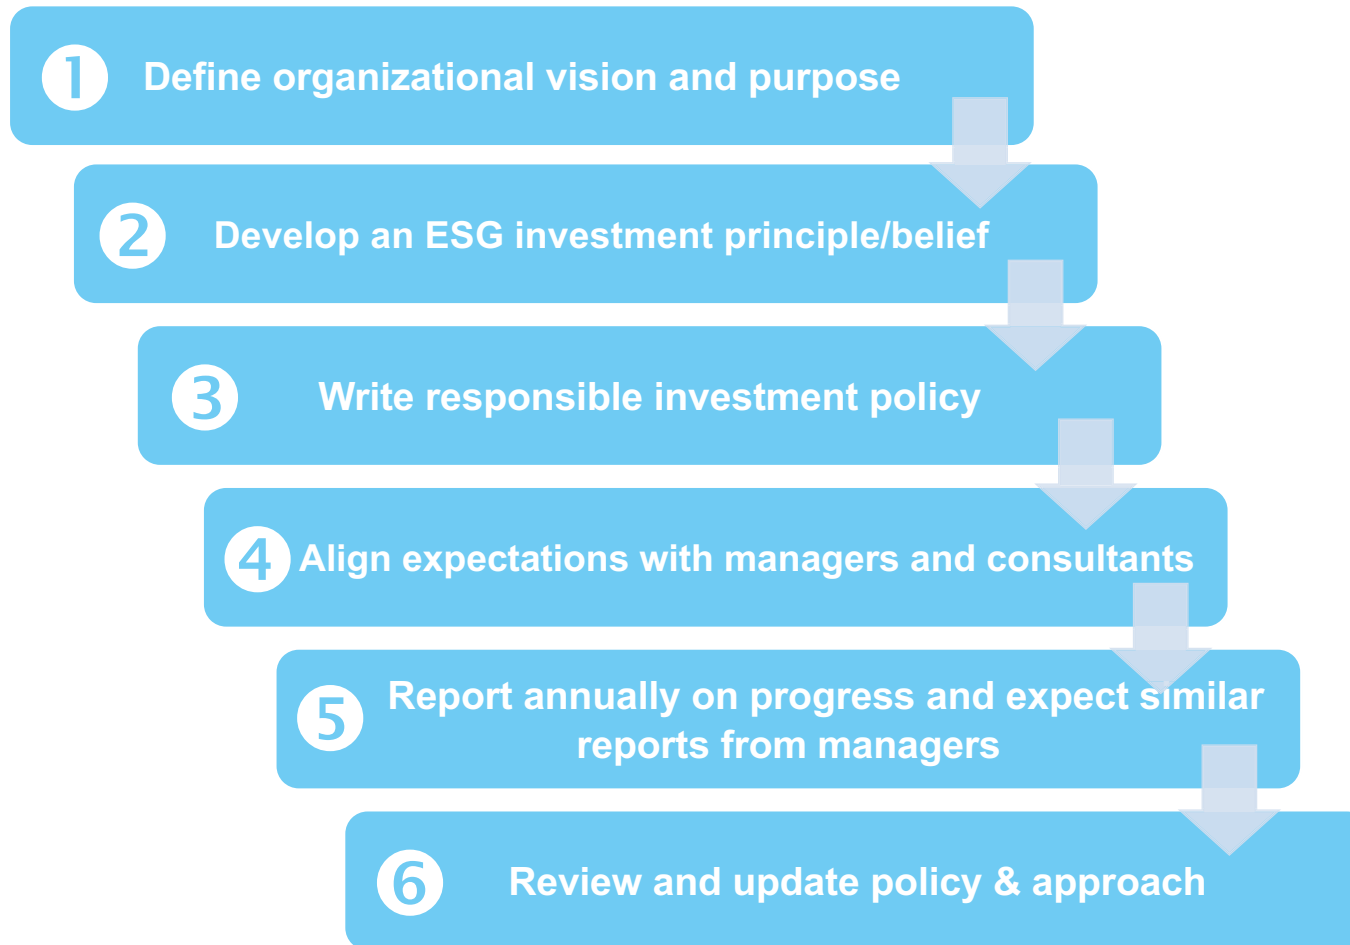 1 Define organizational vision and purpose
2 Develop an ESG investment principle/belief
3 Write responsible investment policy
4 Align expectations with managers and consultants
5 Report annually on progress and expect similar
reports from managers
6 Review and update policy & approach